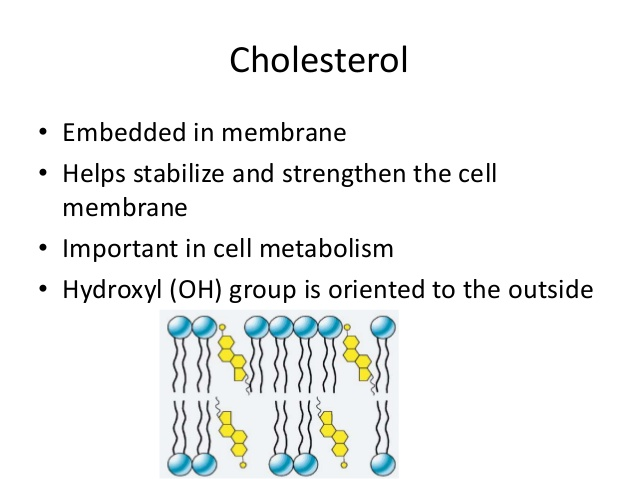 Cholesterol
• Embedded in membrane
• Helps stabilize and strengthen the cell
membrane
• Important in cell metabolism
• Hydroxyl (OH) group is oriented to the outside